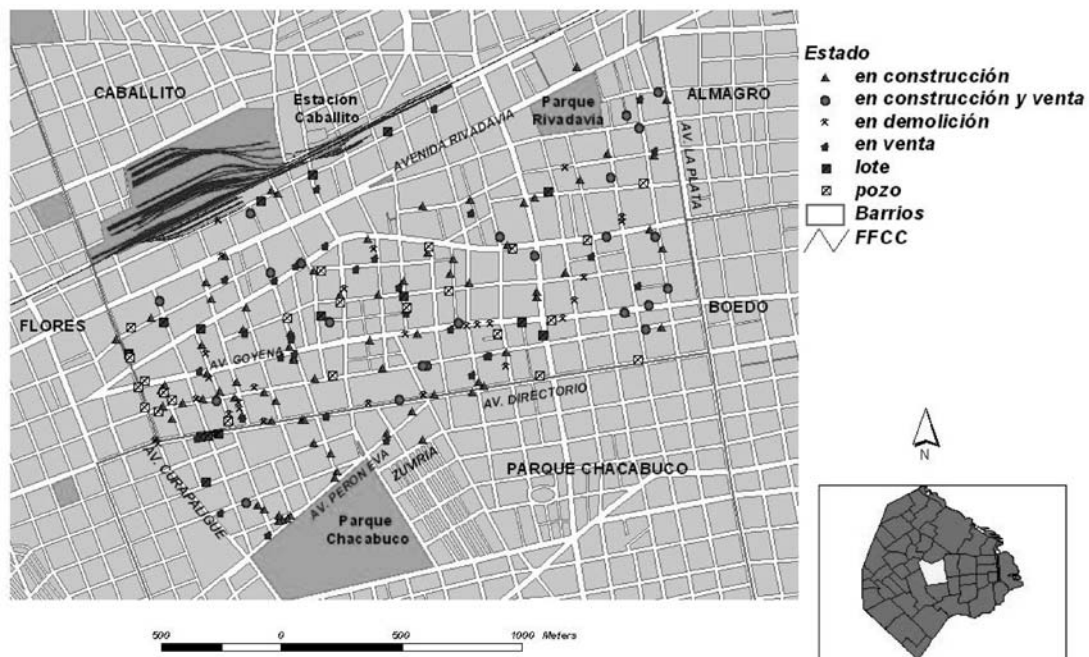 CABALLITO
Estación
Caballito
Parque
Rivadavia
ALMAGRO
AVENIDA RIVADAVIA
AV. LA PLATA
FLORES
BOEDO
AV. GOYENA
AV. DIRECTORIO
AV. CURAPALIGUE
AV. PERON EVA
ZUVIRIA
PARQUE CHACABUCO
Parque
Chacabuco
Estado
en construcción
en construcción y venta
en demolición
en venta
lote
pozo
Barrios
FFCC
N
500 0 500 1000 Meters